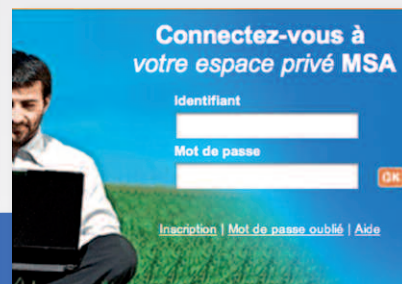 Connectez-vous à
votre espace privé MSA
Identifiant
Mot de passe
OK
Inscription | Mot de passe oublié | Aide